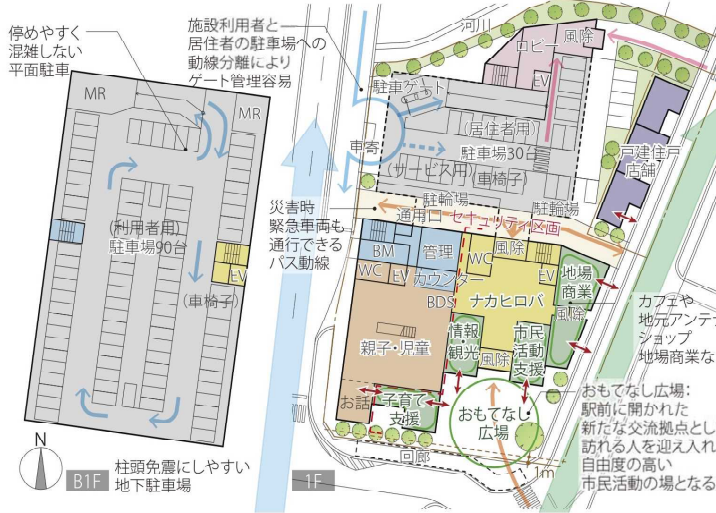 停めやすく
混雑しない
平面駐車
MR
MR
(利用者用)
駐車場90台
EV
(車椅子)
N
B1F
柱頭免震にしやすい
地下駐車場
施設利用者と
居住者の駐車場への
動線分離により
ゲート管理容易
河川
ロビー
風除
EV
駐車ゲート
(居住者用)
駐車場30台
車寄
(サービス用)
(車椅子)
戸建住戸
店舗
駐輪場
駐輪場
通用口
セキュリティ区画
災害時
緊急車両も
通行できる
パス動線
BM
管理
WC
EV
カウンター
BDS
WC
風除
EV
ナカヒロバ
地場
商業
風除
カフェや
地元アンテ
ショップ
地場商業な
親子・児童
情報
・
観光
風除
市民
活動
支援
お話
子育て
支援
おもてなし
広場
おもてなし広場：
駅前に開かれた
新たな交流拠点とし
訪れる人を迎え入れ
自由度の高い
市民活動の場となる
回廊
1m
1F